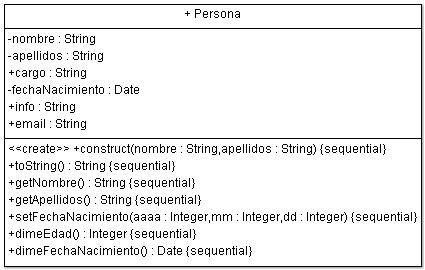 + Persona
-nombre : String
-apellidos : String
+cargo : String
-fechaNacimiento : Date
+info : String
+email : String
<<create>> +construct(nombre : String,apellidos : String) {sequential}
+toString() : String {sequential}
+getNombre() : String {sequential}
+getApellidos() : String {sequential}
+setFechaNacimiento(aaaa : Integer,mm : Integer,dd : Integer) {sequential}
+dimeEdad() : Integer {sequential}
+dimeFechaNacimiento() : Date {sequential}